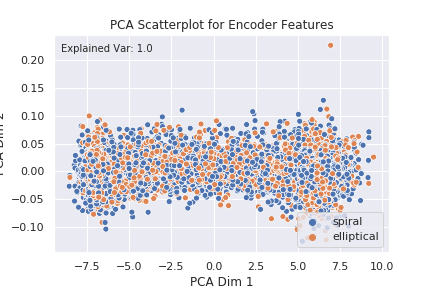 PCA Scatterplot for Encoder Features
Explained Var: 1.0
0.20
0.15
0.10
0.05
0.00
−0.05
−0.10
PCA Dim 2
spiral
elliptical
−7.5 −5.0 −2.5 0.0 2.5 5.0 7.5 10.0
PCA Dim 1